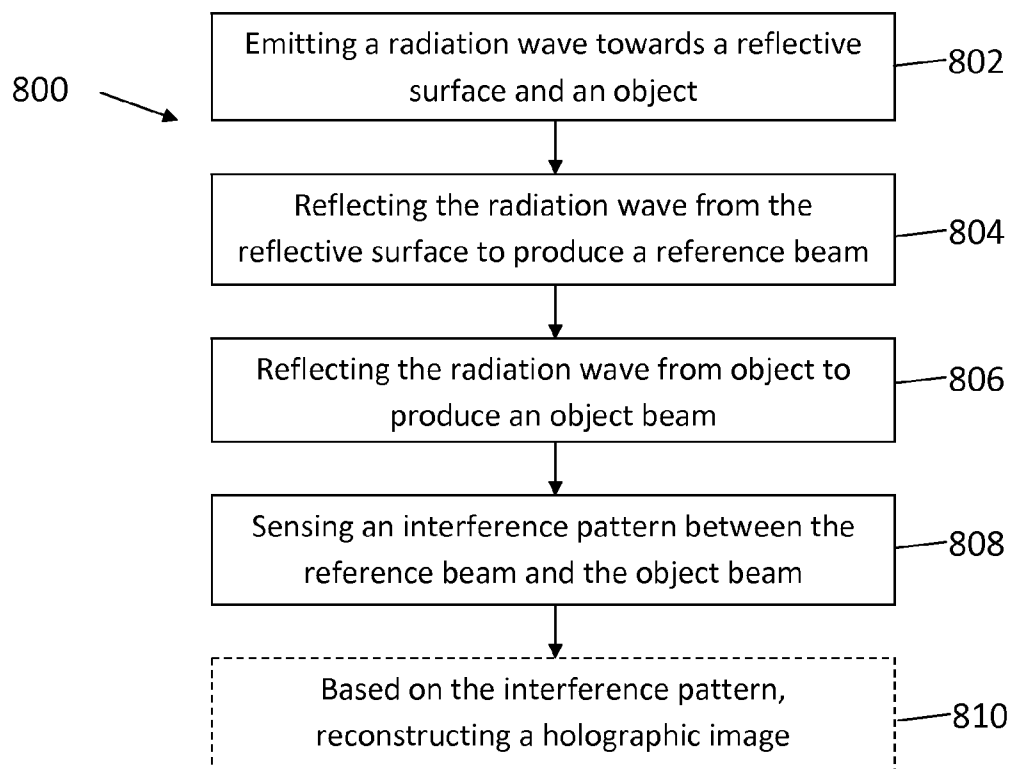 800
Emitting a radiation wave towards a reflective
surface and an object
802
Reflecting the radiation wave from the
reflective surface to produce a reference beam
804
Reflecting the radiation wave from object to
produce an object beam
806
Sensing an interference pattern between the
reference beam and the object beam
808
Based on the interference pattern,
reconstructing a holographic image
810